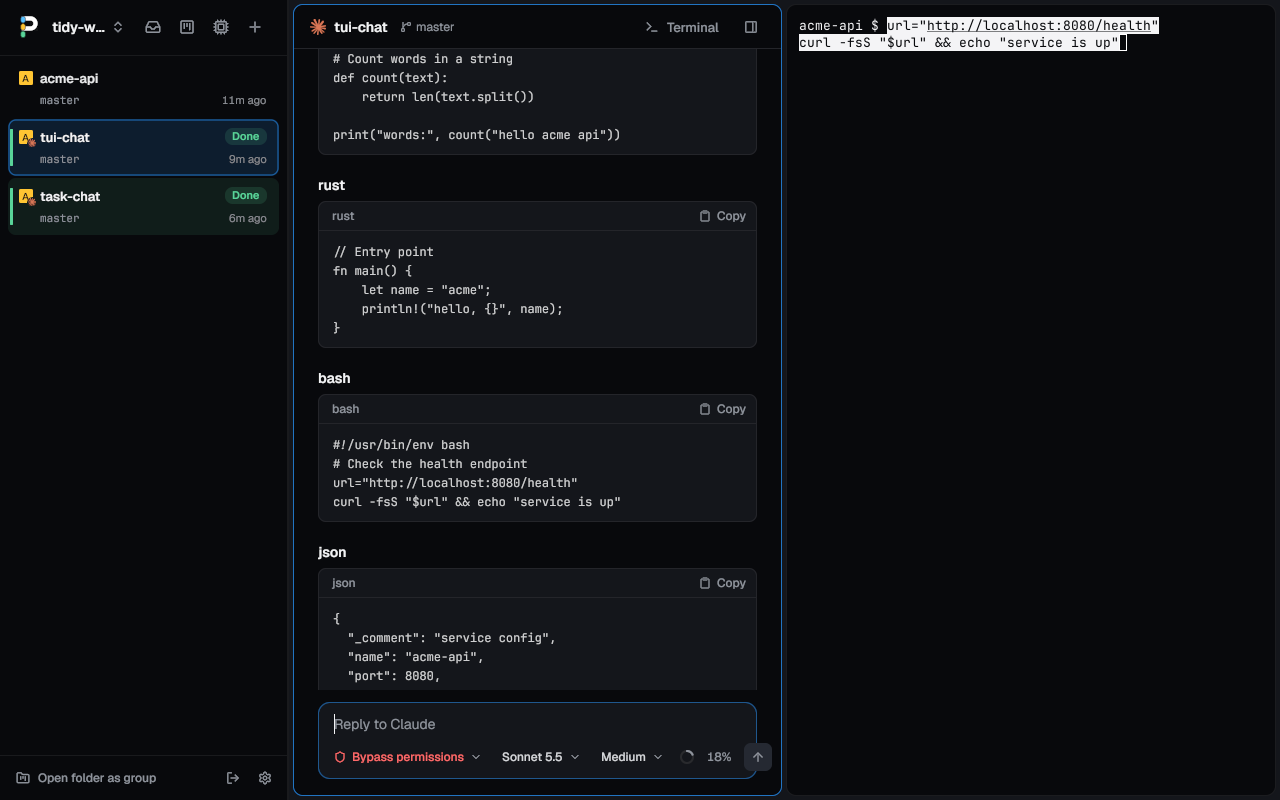 tidy-w...
acme-api
master
11m ago
tui-chat
Done
master
9m ago
task-chat
Done
master
6m ago
Open folder as group
tui-chat
master
Terminal
# Count words in a string
def count(text):
    return len(text.split())
print("words:", count("hello acme api"))
rust
rust
Copy
// Entry point
fn main() {
    let name = "acme";
    println!("hello, {}", name);
}
bash
bash
Copy
#!/usr/bin/env bash
# Check the health endpoint
url="http://localhost:8080/health"
curl -fsS "$url" && echo "service is up"
json
json
Copy
{
  "_comment": "service config",
  "name": "acme-api",
  "port": 8080,
Reply to Claude
Bypass permissions
Sonnet 5.5
Medium
18%
acme-api $ url="http://localhost:8080/health"
curl -fsS "$url" && echo "service is up"